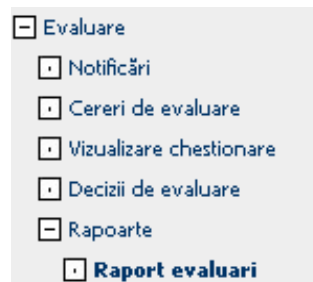 Evaluare
Notificări
Cereri de evaluare
Vizualizare chestionare
Decizii de evaluare
Rapoarte
Raport evaluari